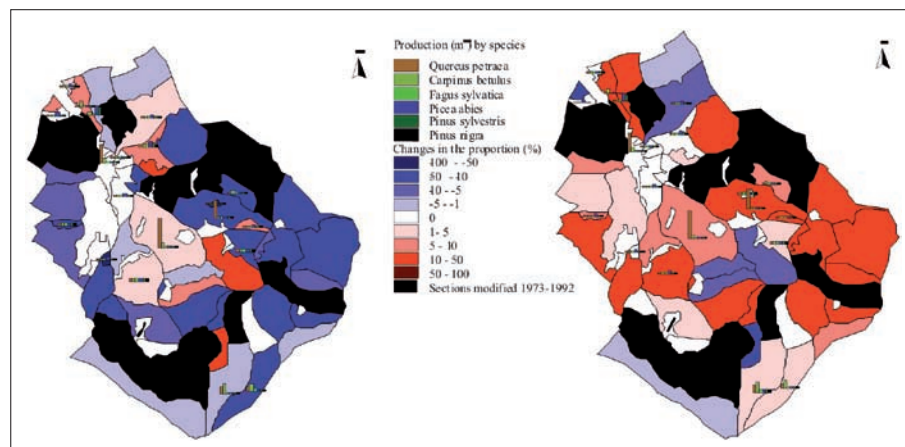 Production (m³) by species
Quercus petraea
Carpinus betulus
Fagus sylvatica
Picea abies
Pinus sylvestris
Pinus nigra
Changes in the proportion (%)
100 - -50
50 - -10
10 - -5
-5 - -1
0
1- 5
5 - 10
10 - 50
50 - 100
Sections modified 1973-1992